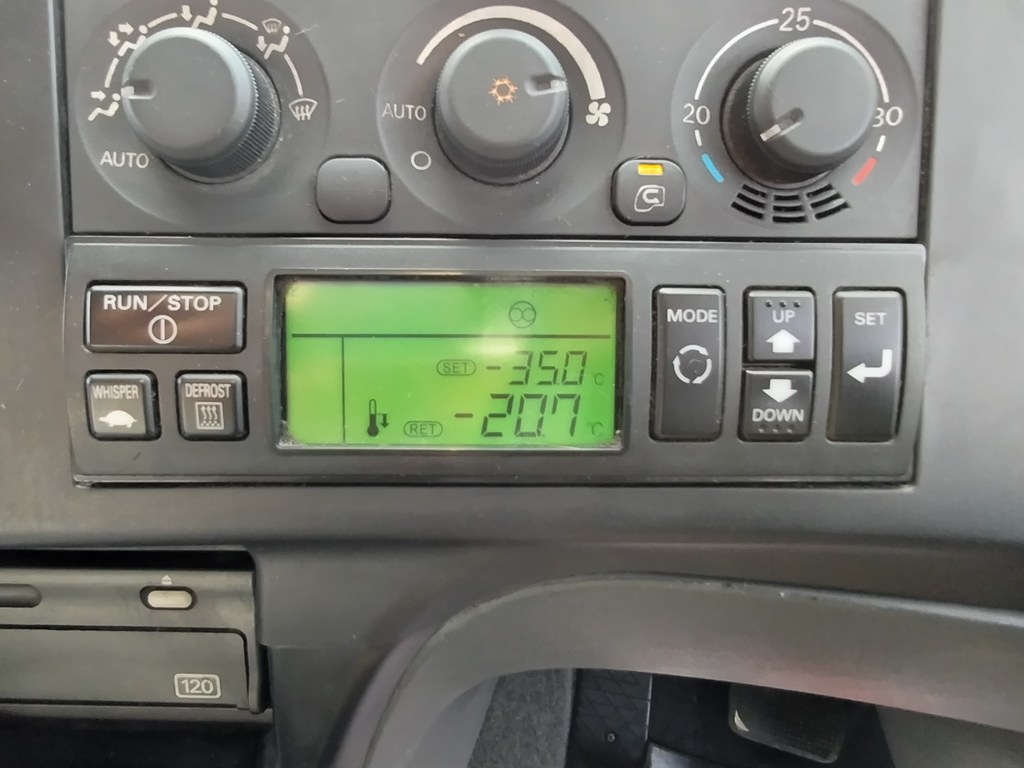 25
20
30
AUTO
AUTO
RUN/STOP
WHISPER
DEFROST
SET -35.0 °C
RET -20.7 °C
MODE
UP
DOWN
SET
120